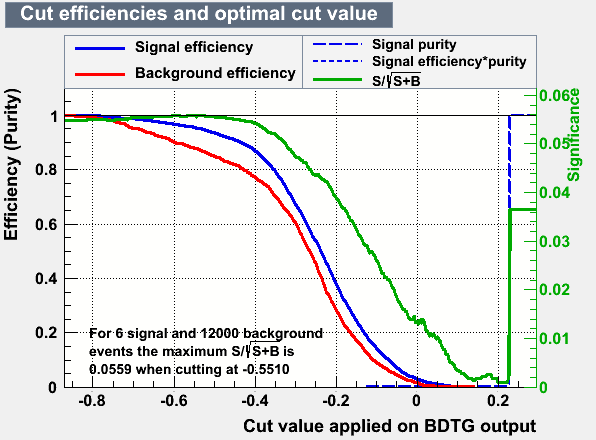 Cut efficiencies and optimal cut value
Signal efficiency
Background efficiency
Signal purity
Signal efficiency*purity
S/√S+B
Efficiency (Purity)
1
0.8
0.6
0.4
0.2
0
0.06
0.05
0.04
0.03
0.02
0.01
0
Significance
For 6 signal and 12000 background
events the maximum S/√S+B is
0.0559 when cutting at -0.5510
-0.8 -0.6 -0.4 -0.2 0 0.2
Cut value applied on BDTG output